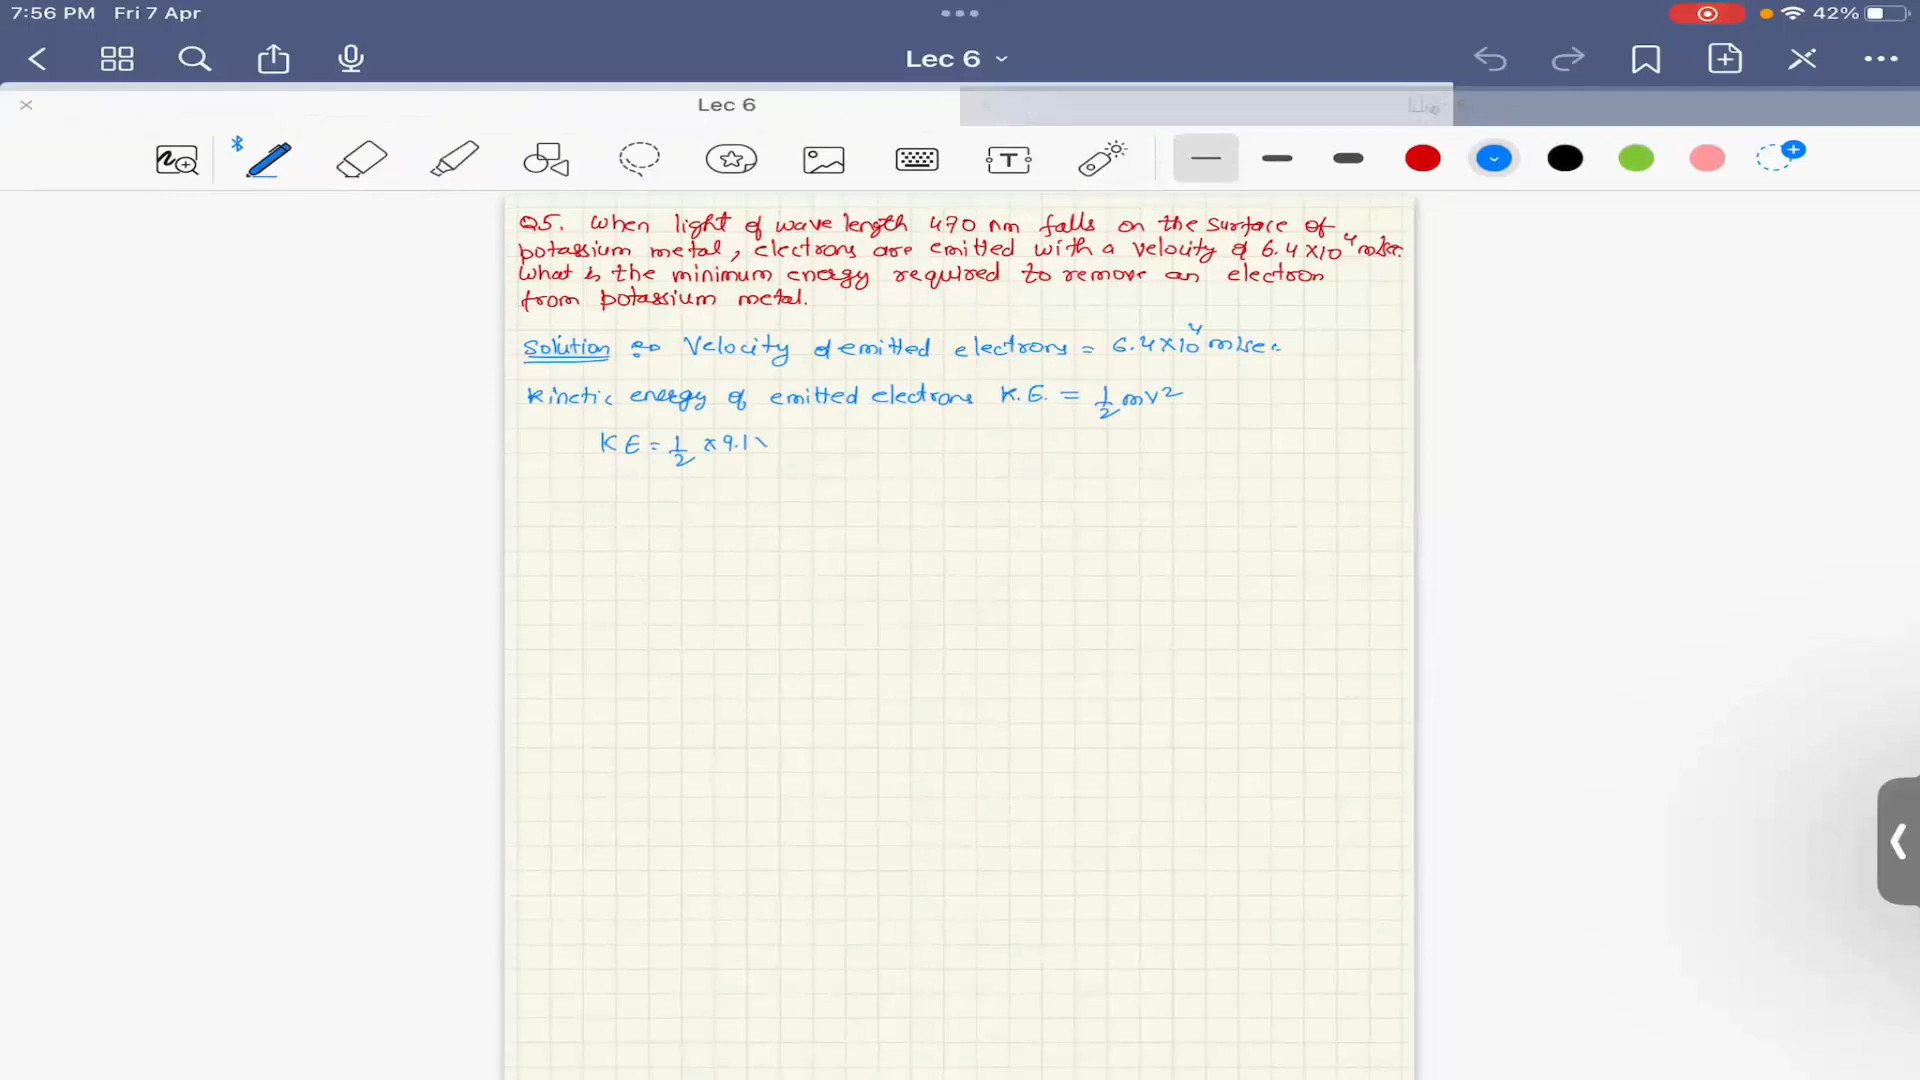 7:56 PM Fri 7 Apr
42%
Lec 6
Lec 6
T
Q5. When light of wave length 470 nm falls on the surface of
potassium metal, electrons are emitted with a velocity of 6.4×10⁴ m/sec.
What is the minimum energy required to remove an electron
from potassium metal.
Solution Velocity of emitted electrons = 6.4×10⁴ m/sec.
Kinetic energy of emitted electrons K.E. = 1/2 mv²
KE = 1/2 × 9.1